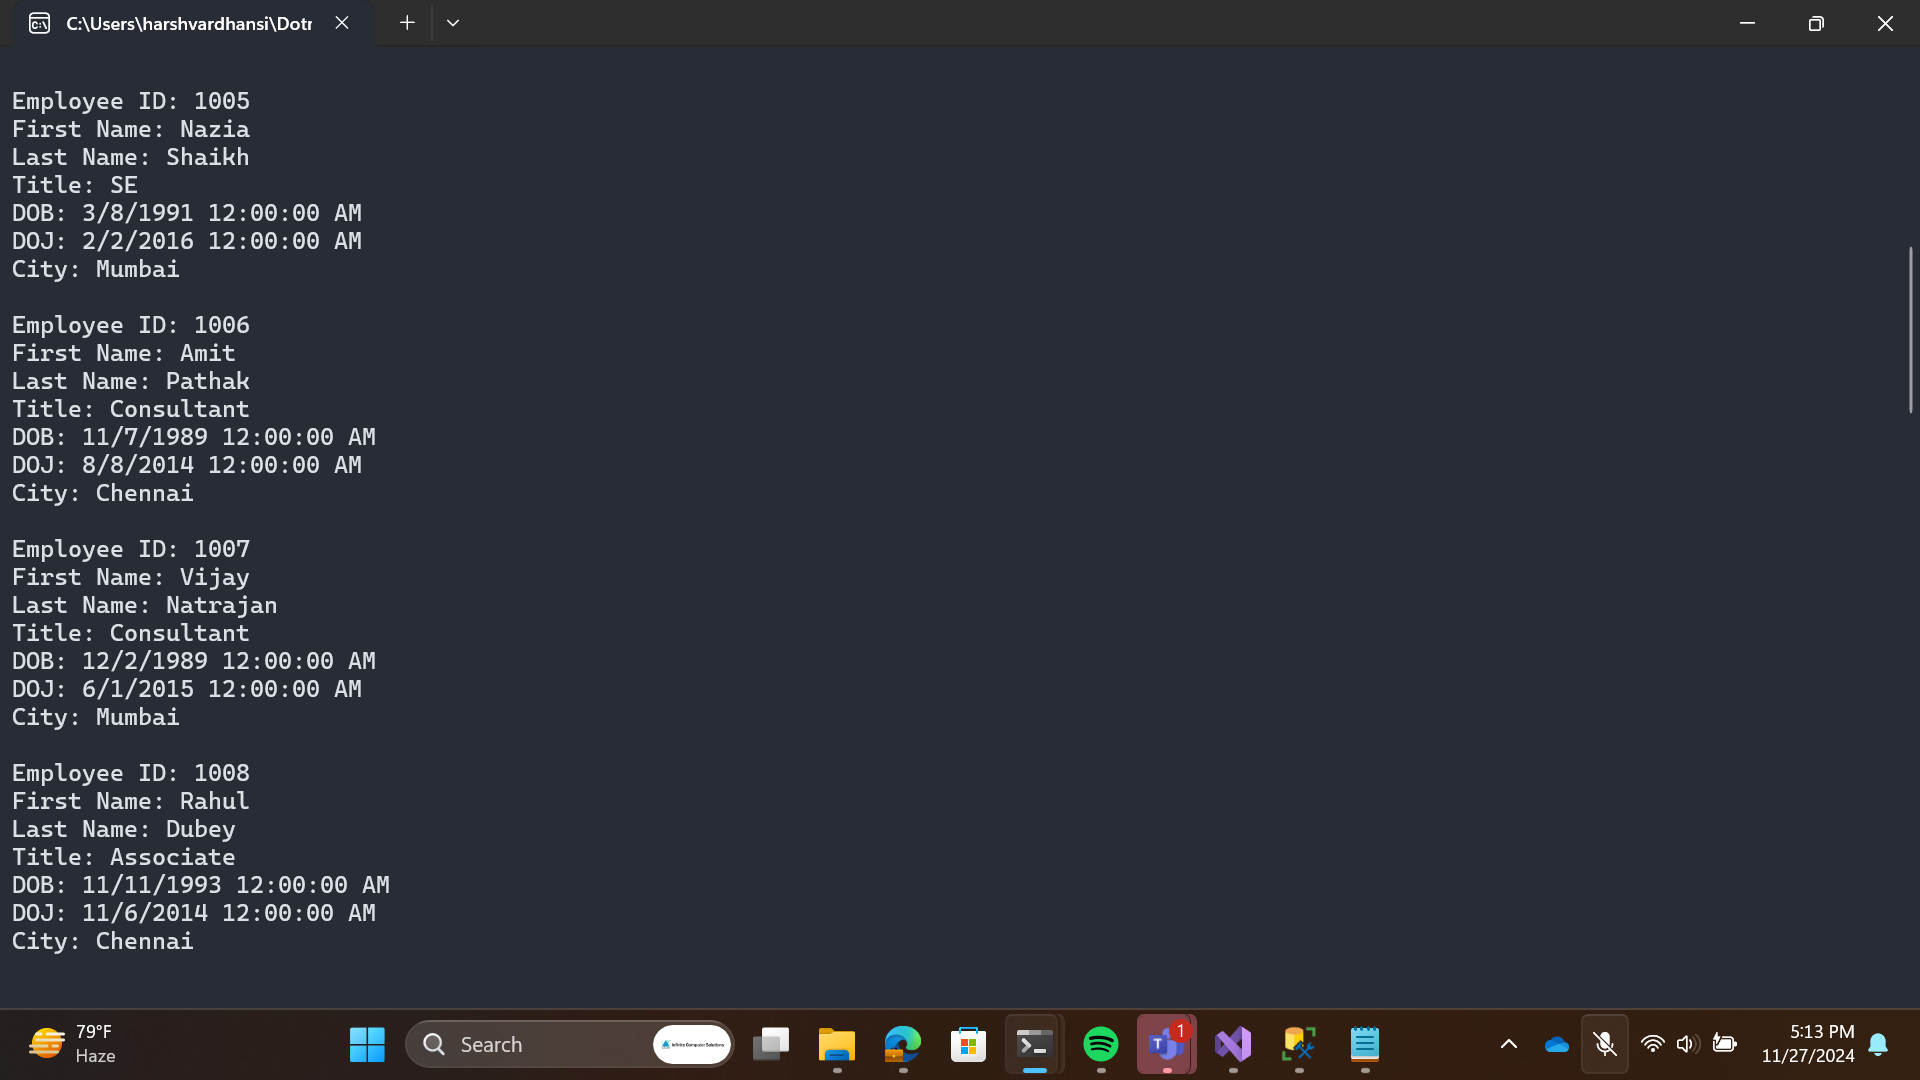 C:\Users\harshvardhansi\Dotr
Employee ID: 1005
First Name: Nazia
Last Name: Shaikh
Title: SE
DOB: 3/8/1991 12:00:00 AM
DOJ: 2/2/2016 12:00:00 AM
City: Mumbai
Employee ID: 1006
First Name: Amit
Last Name: Pathak
Title: Consultant
DOB: 11/7/1989 12:00:00 AM
DOJ: 8/8/2014 12:00:00 AM
City: Chennai
Employee ID: 1007
First Name: Vijay
Last Name: Natrajan
Title: Consultant
DOB: 12/2/1989 12:00:00 AM
DOJ: 6/1/2015 12:00:00 AM
City: Mumbai
Employee ID: 1008
First Name: Rahul
Last Name: Dubey
Title: Associate
DOB: 11/11/1993 12:00:00 AM
DOJ: 11/6/2014 12:00:00 AM
City: Chennai
79°F
Haze
Search
Infinite Computer Solutions
1
5:13 PM
11/27/2024